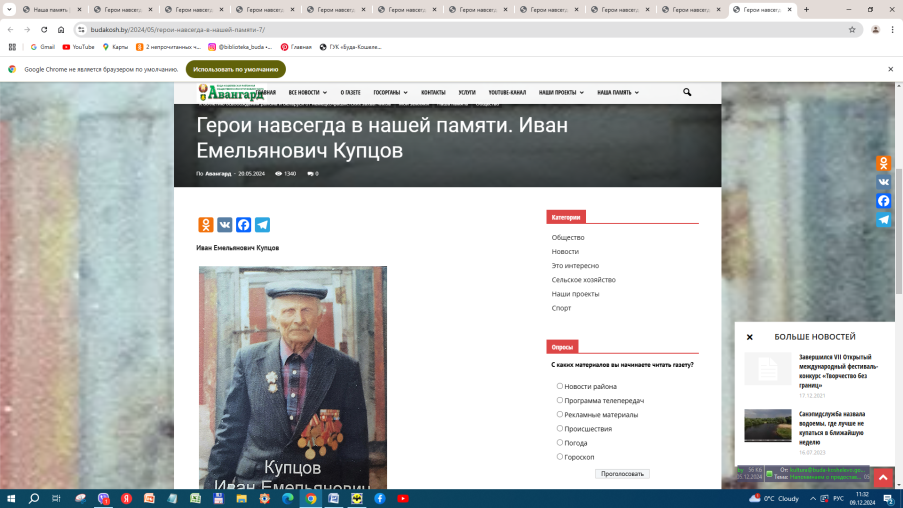 Наша память
Герои навсегд
Герои навсегд
Герои навсегд
Герои навсегд
Герои навсегд
Герои навсегд
Герои навсегд
Герои навсегд
Герои навсегд
Герои навсегд
budakosh.by/2024/05/герои-навсегда-в-нашей-памяти-7/
Gmail YouTube Карты 2 непрочитанных «... @biblioteka_buda •... Главная ГУК «Буда-Кошеле...
Google Chrome не является браузером по умолчанию. Использовать по умолчанию
Авангард
ГЛАВНАЯ ВСЕ НОВОСТИ О ГАЗЕТЕ ГОСОРГАНЫ КОНТАКТЫ УСЛУГИ YOUTUBE-КАНАЛ НАШИ ПРОЕКТЫ НАША ПАМЯТЬ
Герои навсегда в нашей памяти. Иван
Емельянович Купцов
По Авангард - 20.05.2024 1340 0
Иван Емельянович Купцов
Купцов
Иван Емельянович
Категории
Общество
Новости
Это интересно
Сельское хозяйство
Наши проекты
Спорт
Опросы
С каких материалов вы начинаете читать газету?
Новости района
Программа телепередач
Рекламные материалы
Происшествия
Погода
Гороскоп
Проголосовать
БОЛЬШЕ НОВОСТЕЙ
Завершился VII Открытый
международный фестиваль-
конкурс «Творчество без
границ»
17.12.2021
Санэпидслужба назвала
водоемы, где лучше не
купаться в ближайшую
неделю
16.07.2023
От:
Тема:
0°C Cloudy
РУС
11:32
09.12.2024
2